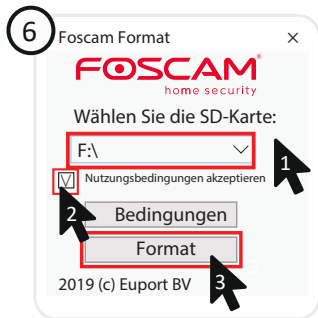 6
Foscam Format
FOSCAM
home security
Wählen Sie die SD-Karte:
F:\
1
Nutzungsbedingungen akzeptieren
2
Bedingungen
Format
3
2019 (c) Euport BV